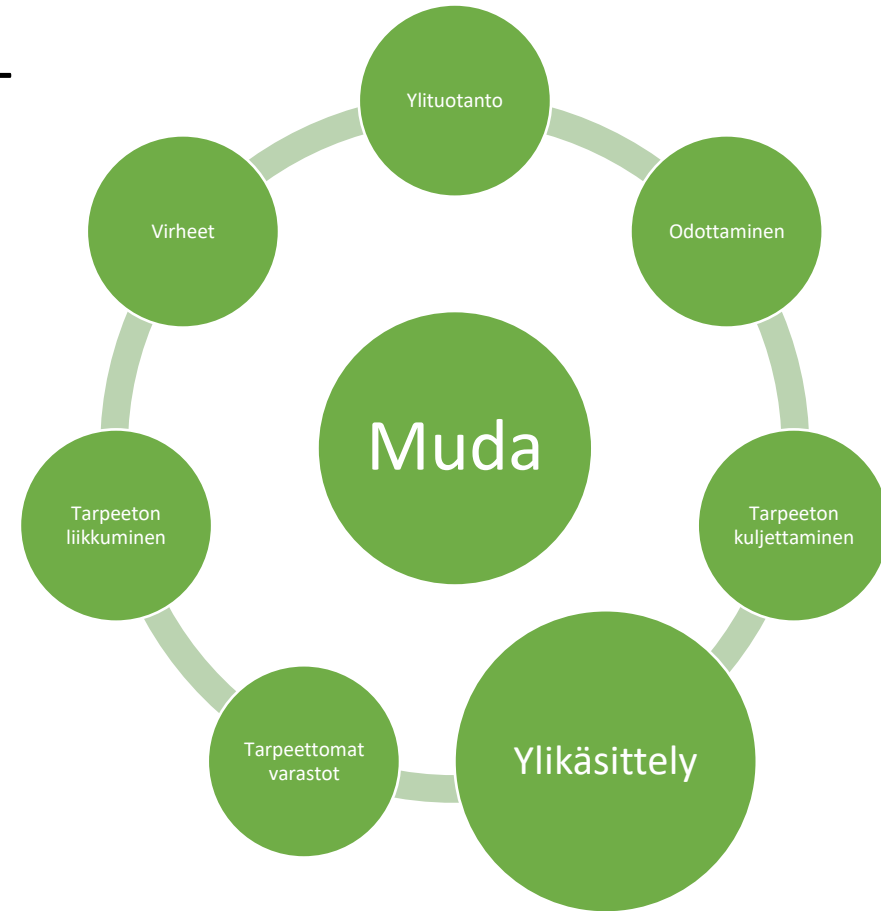 Ylituotanto
Odottaminen
Tarpeeton
kuljettaminen
Ylikäsittely
Tarpeettomat
varastot
Tarpeeton
liikkuminen
Virheet
Muda